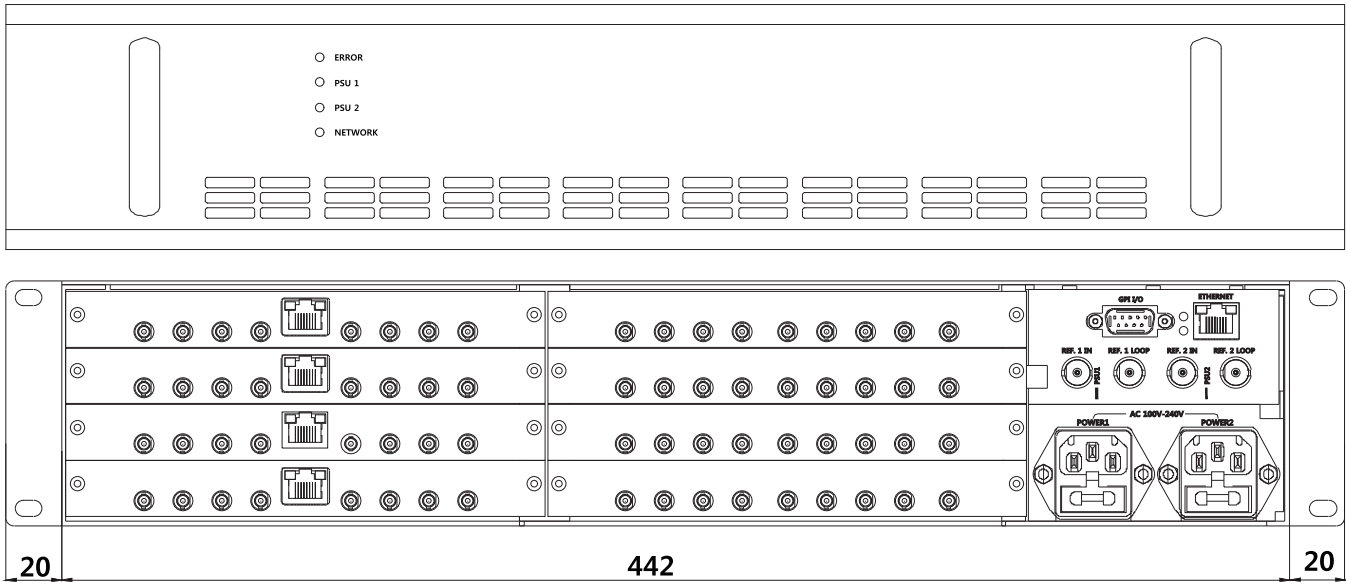 ERROR
PSU 1
PSU 2
NETWORK
GPI I/O
ETHERNET
REF. 1 IN
REF. 1 LOOP
REF. 2 IN
REF. 2 LOOP
PSU1
PSU2
AC 100V-240V
POWER1
POWER2
20
442
20